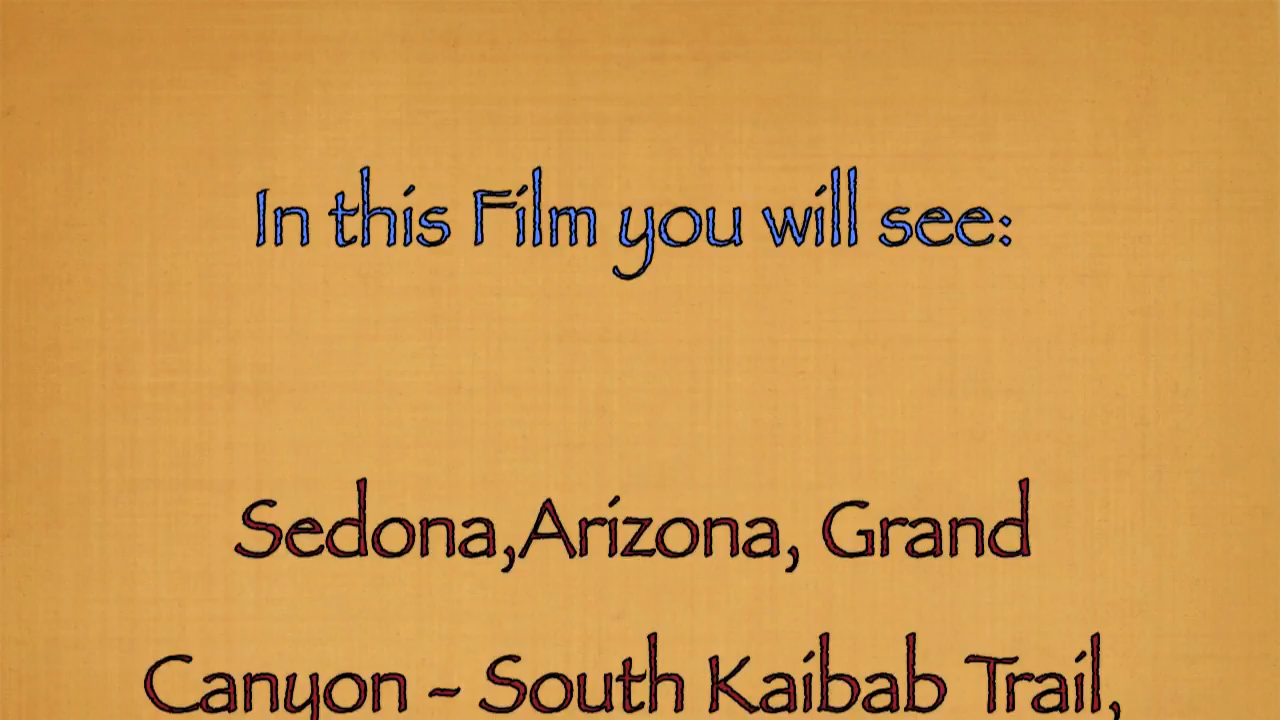 In this Film you will see:
Sedona,Arizona, Grand
Canyon - South Kaibab Trail,